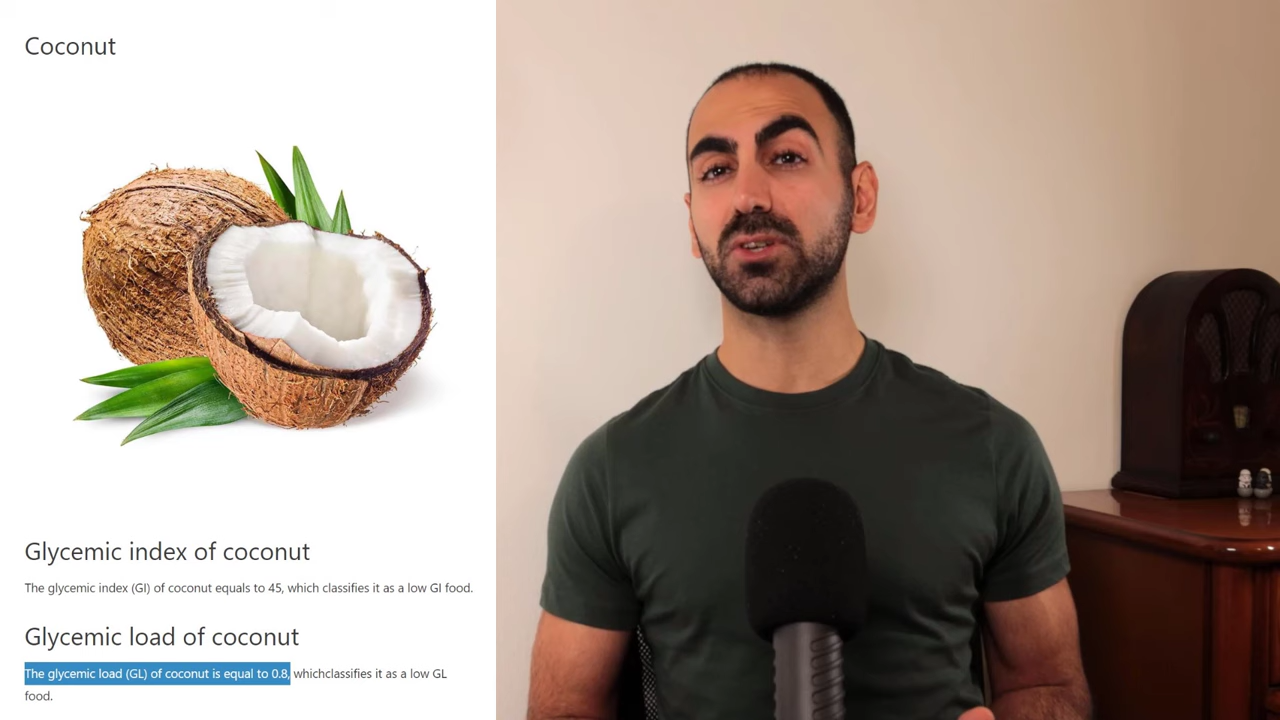 Coconut
Glycemic index of coconut
The glycemic index (GI) of coconut equals to 45, which classifies it as a low GI food.
Glycemic load of coconut
The glycemic load (GL) of coconut is equal to 0.8, whichclassifies it as a low GL
food.